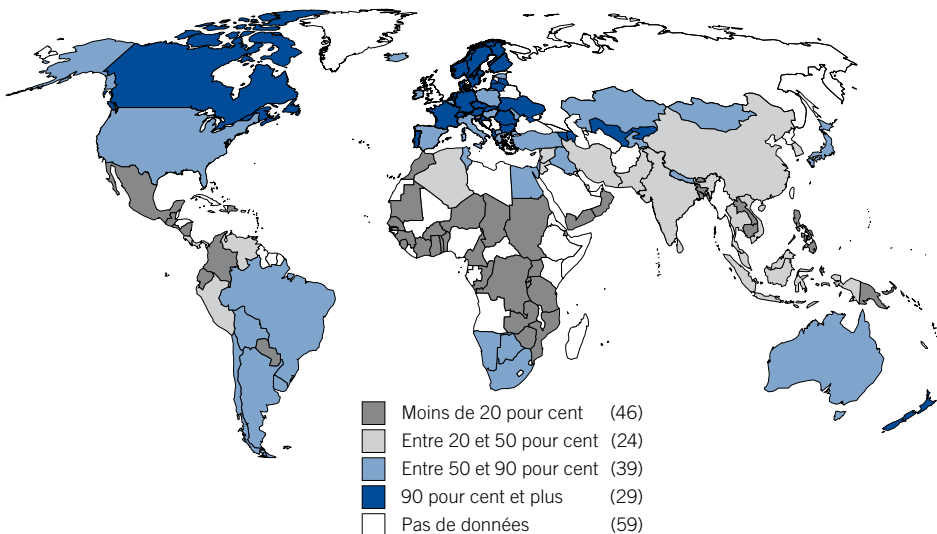 Moins de 20 pour cent (46)
Entre 20 et 50 pour cent (24)
Entre 50 et 90 pour cent (39)
90 pour cent et plus (29)
Pas de données (59)